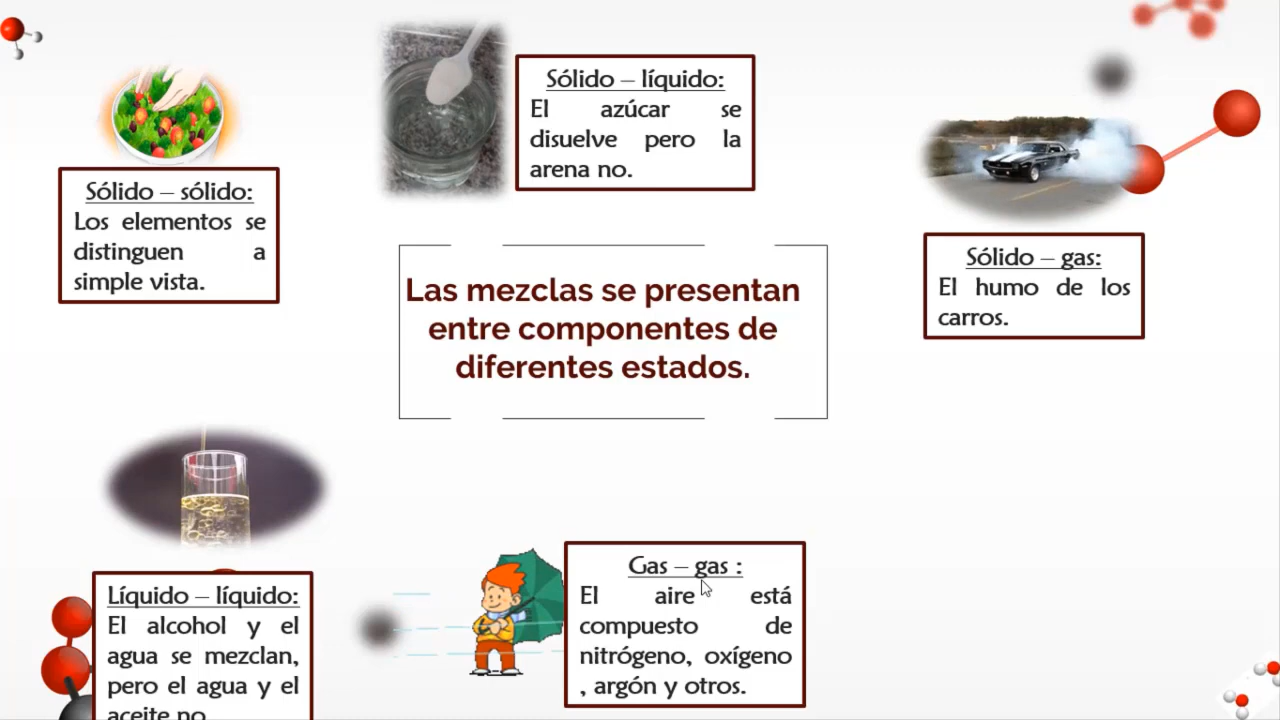 Sólido – líquido:
El azúcar se
disuelve pero la
arena no.
Sólido – sólido:
Los elementos se
distinguen a
simple vista.
Sólido – gas:
El humo de los
carros.
Las mezclas se presentan
entre componentes de
diferentes estados.
Líquido – líquido:
El alcohol y el
agua se mezclan,
pero el agua y el
aceite no
Gas – gas :
El aire está
compuesto de
nitrógeno, oxígeno
, argón y otros.